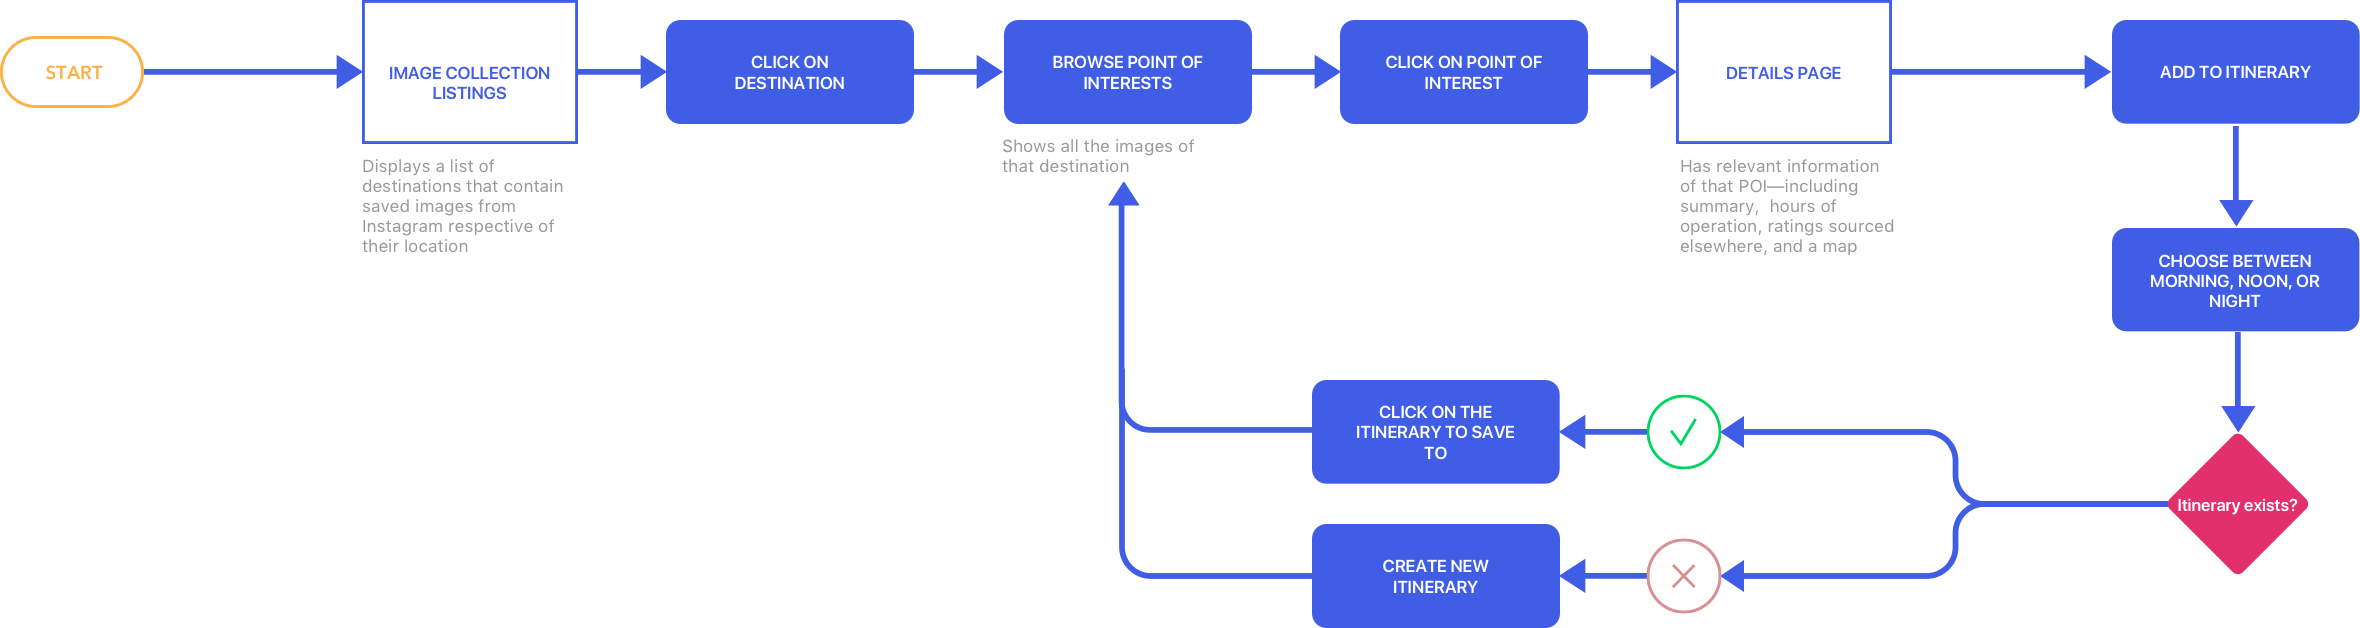 START
IMAGE COLLECTION
LISTINGS
Displays a list of
destinations that contain
saved images from
Instagram respective of
their location
CLICK ON
DESTINATION
BROWSE POINT OF
INTERESTS
Shows all the images of
that destination
CLICK ON POINT OF
INTEREST
DETAILS PAGE
Has relevant information
of that POI—including
summary,  hours of
operation, ratings sourced
elsewhere, and a map
ADD TO ITINERARY
CHOOSE BETWEEN
MORNING, NOON, OR
NIGHT
Itinerary exists?
CLICK ON THE
ITINERARY TO SAVE
TO
CREATE NEW
ITINERARY